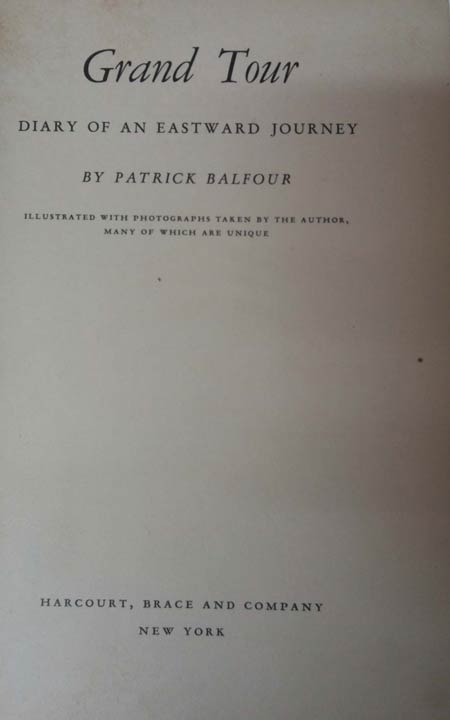 Grand Tour
DIARY OF AN EASTWARD JOURNEY
BY PATRICK BALFOUR
ILLUSTRATED WITH PHOTOGRAPHS TAKEN BY THE AUTHOR,
MANY OF WHICH ARE UNIQUE
HARCOURT, BRACE AND COMPANY
NEW YORK